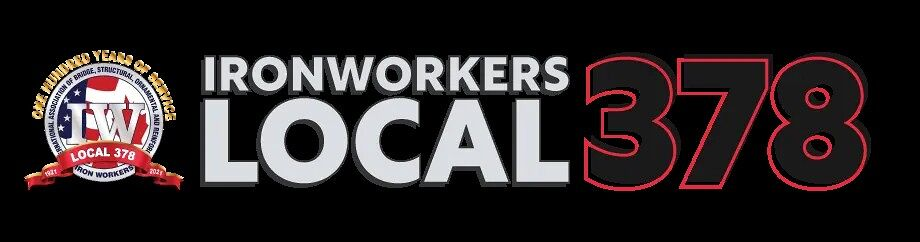 ONE HUNDRED YEARS OF SERVICE
INTERNATIONAL ASSOCIATION OF BRIDGE, STRUCTURAL, ORNAMENTAL AND REINFOR
IW
LOCAL 378
1921
2021
IRON WORKERS
IRONWORKERS
LOCAL 378